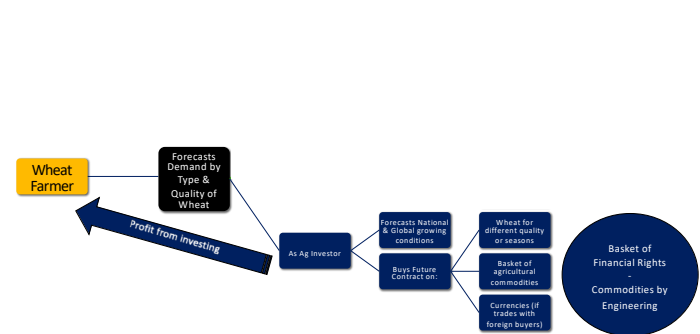 Wheat
Farmer
Forecasts
Demand by
Type &
Quality of
Wheat
Profit from investing
As Ag Investor
Forecasts National
& Global growing
conditions
Buys Future
Contract on:
Wheat for
different quality
or seasons
Basket of
agricultural
commodities
Currencies (if
trades with
foreign buyers)
Basket of
Financial Rights
-
Commodities by
Engineering